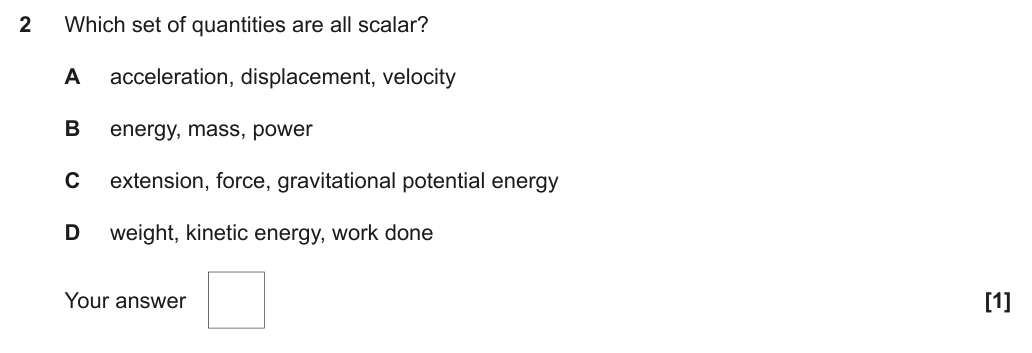 2 Which set of quantities are all scalar?
A acceleration, displacement, velocity
B energy, mass, power
C extension, force, gravitational potential energy
D weight, kinetic energy, work done
Your answer [1]